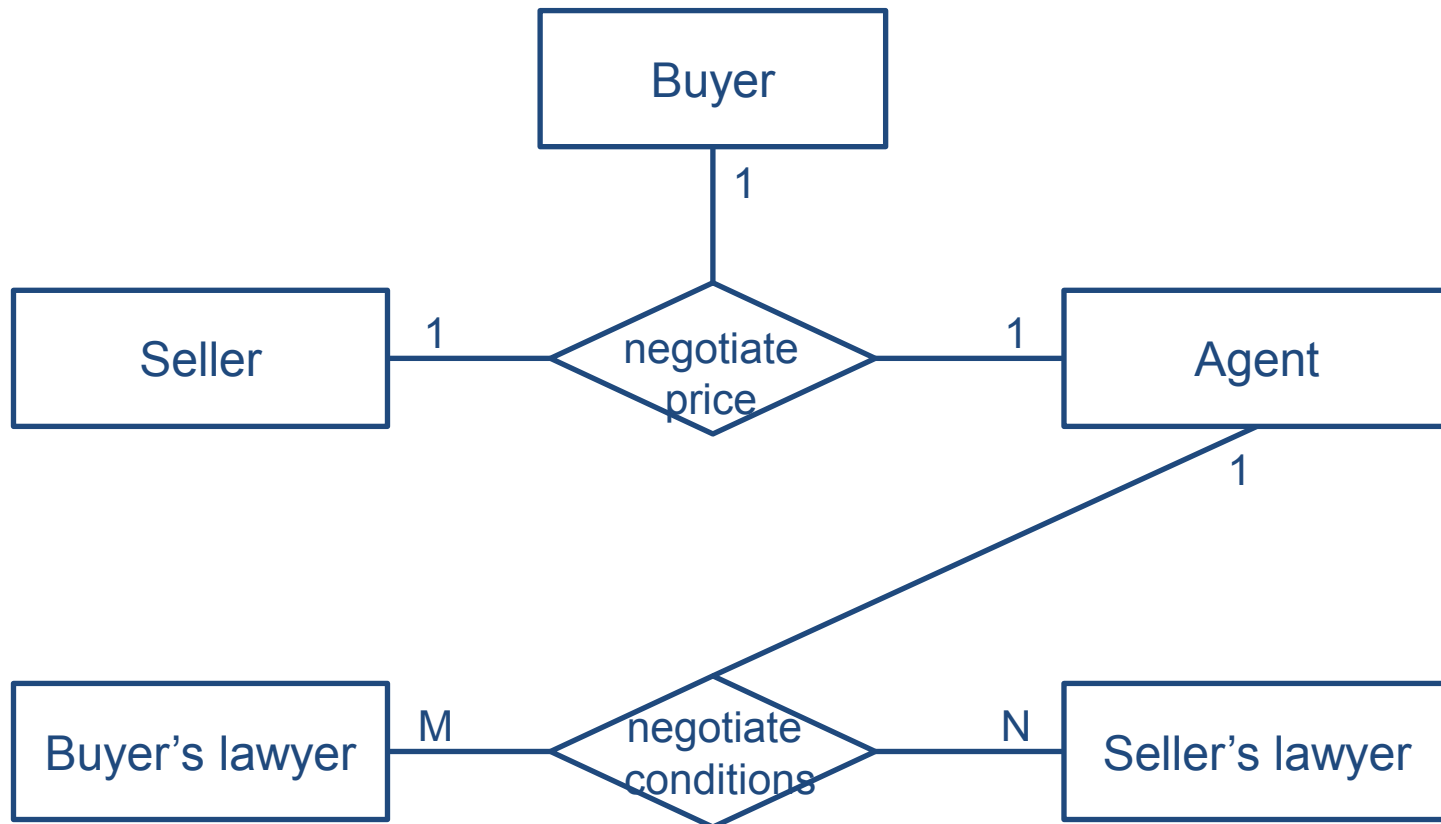 Buyer
1
Seller
1
negotiate
price
1
Agent
1
Buyer’s lawyer
M
negotiate
conditions
N
Seller’s lawyer